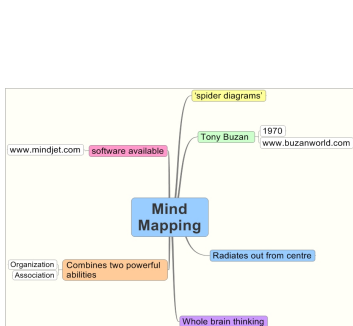 'spider diagrams'
Tony Buzan
1970
www.buzanworld.com
www.mindjet.com
software available
Mind
Mapping
Radiates out from centre
Organization
Association
Combines two powerful
abilities
Whole brain thinking